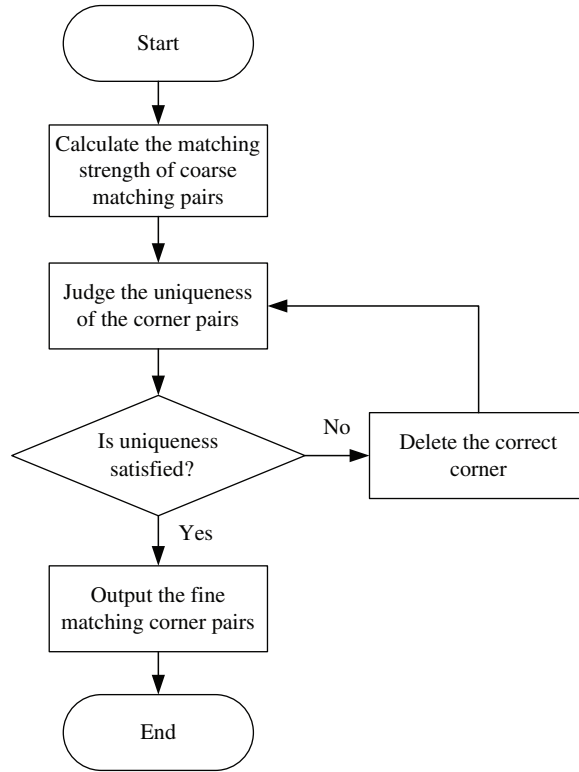 Start
Calculate the matching
strength of coarse
matching pairs
Judge the uniqueness
of the corner pairs
Is uniqueness
satisfied?
No
Delete the correct
corner
Yes
Output the fine
matching corner pairs
End